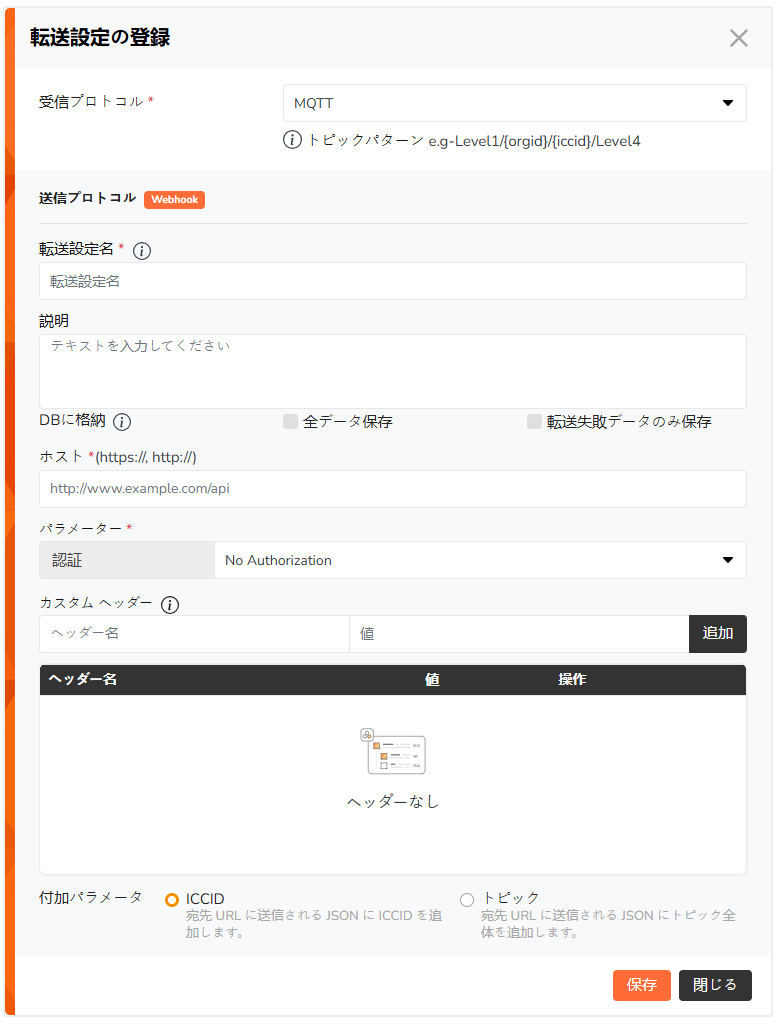 転送設定の登録
受信プロトコル *
MQTT
トピックパターン e.g-Level1/{orgid}/{iccid}/Level4
送信プロトコル Webhook
転送設定名 *
転送設定名
説明
テキストを入力してください
DBに格納 全データ保存 転送失敗データのみ保存
ホスト *(https://, http://)
http://www.example.com/api
パラメーター *
認証 No Authorization
カスタム ヘッダー
ヘッダー名 値 追加
ヘッダー名 値 操作
ヘッダーなし
付加パラメータ ICCID トピック
宛先 URL に送信される JSON に ICCID を追加します。
宛先 URL に送信される JSON にトピック全体を追加します。
保存 閉じる